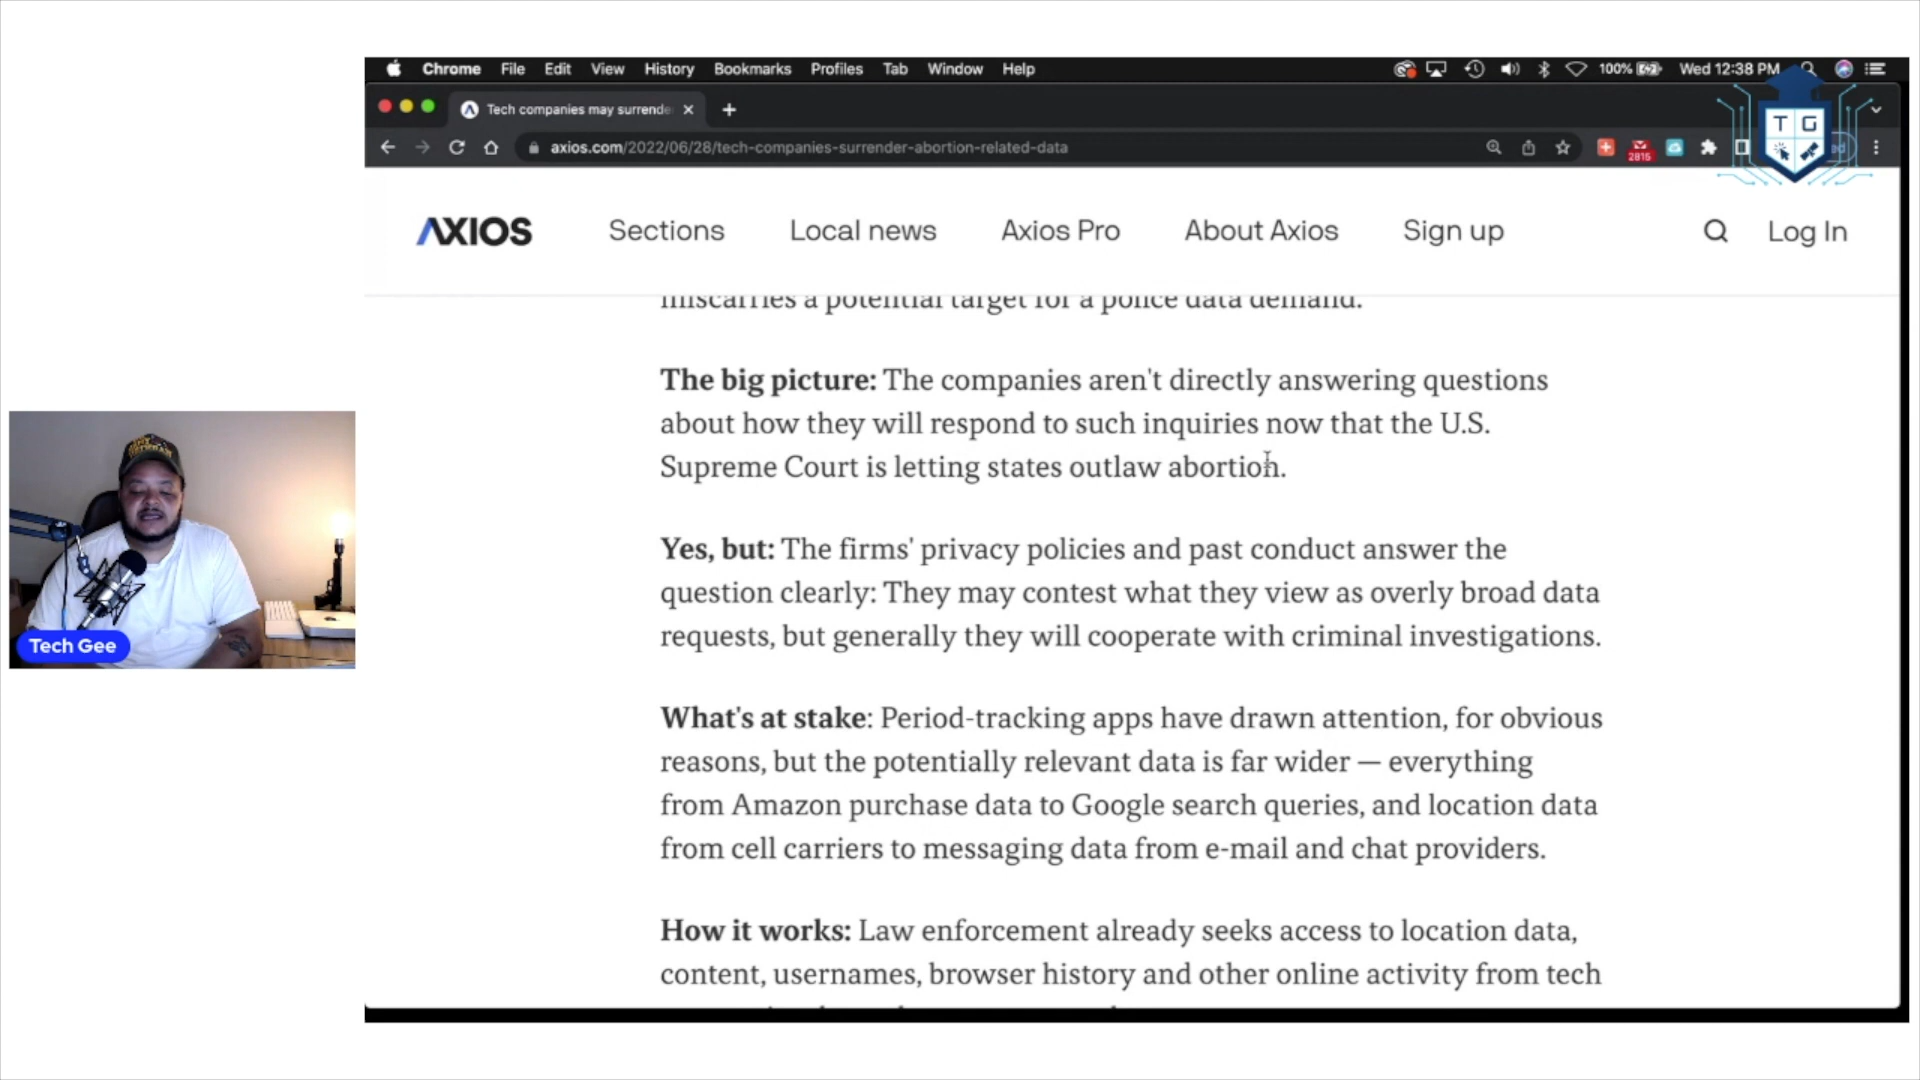 Chrome File Edit View History Bookmarks Profiles Tab Window Help 100% Wed 12:38 PM
Tech companies may surrende
axios.com/2022/06/28/tech-companies-surrender-abortion-related-data
2815
T G
AXIOS Sections Local news Axios Pro About Axios Sign up Log In
miscarries a potential target for a police data demand.
The big picture: The companies aren't directly answering questions
about how they will respond to such inquiries now that the U.S.
Supreme Court is letting states outlaw abortion.
Yes, but: The firms' privacy policies and past conduct answer the
question clearly: They may contest what they view as overly broad data
requests, but generally they will cooperate with criminal investigations.
Tech Gee
What's at stake: Period-tracking apps have drawn attention, for obvious
reasons, but the potentially relevant data is far wider — everything
from Amazon purchase data to Google search queries, and location data
from cell carriers to messaging data from e-mail and chat providers.
How it works: Law enforcement already seeks access to location data,
content, usernames, browser history and other online activity from tech